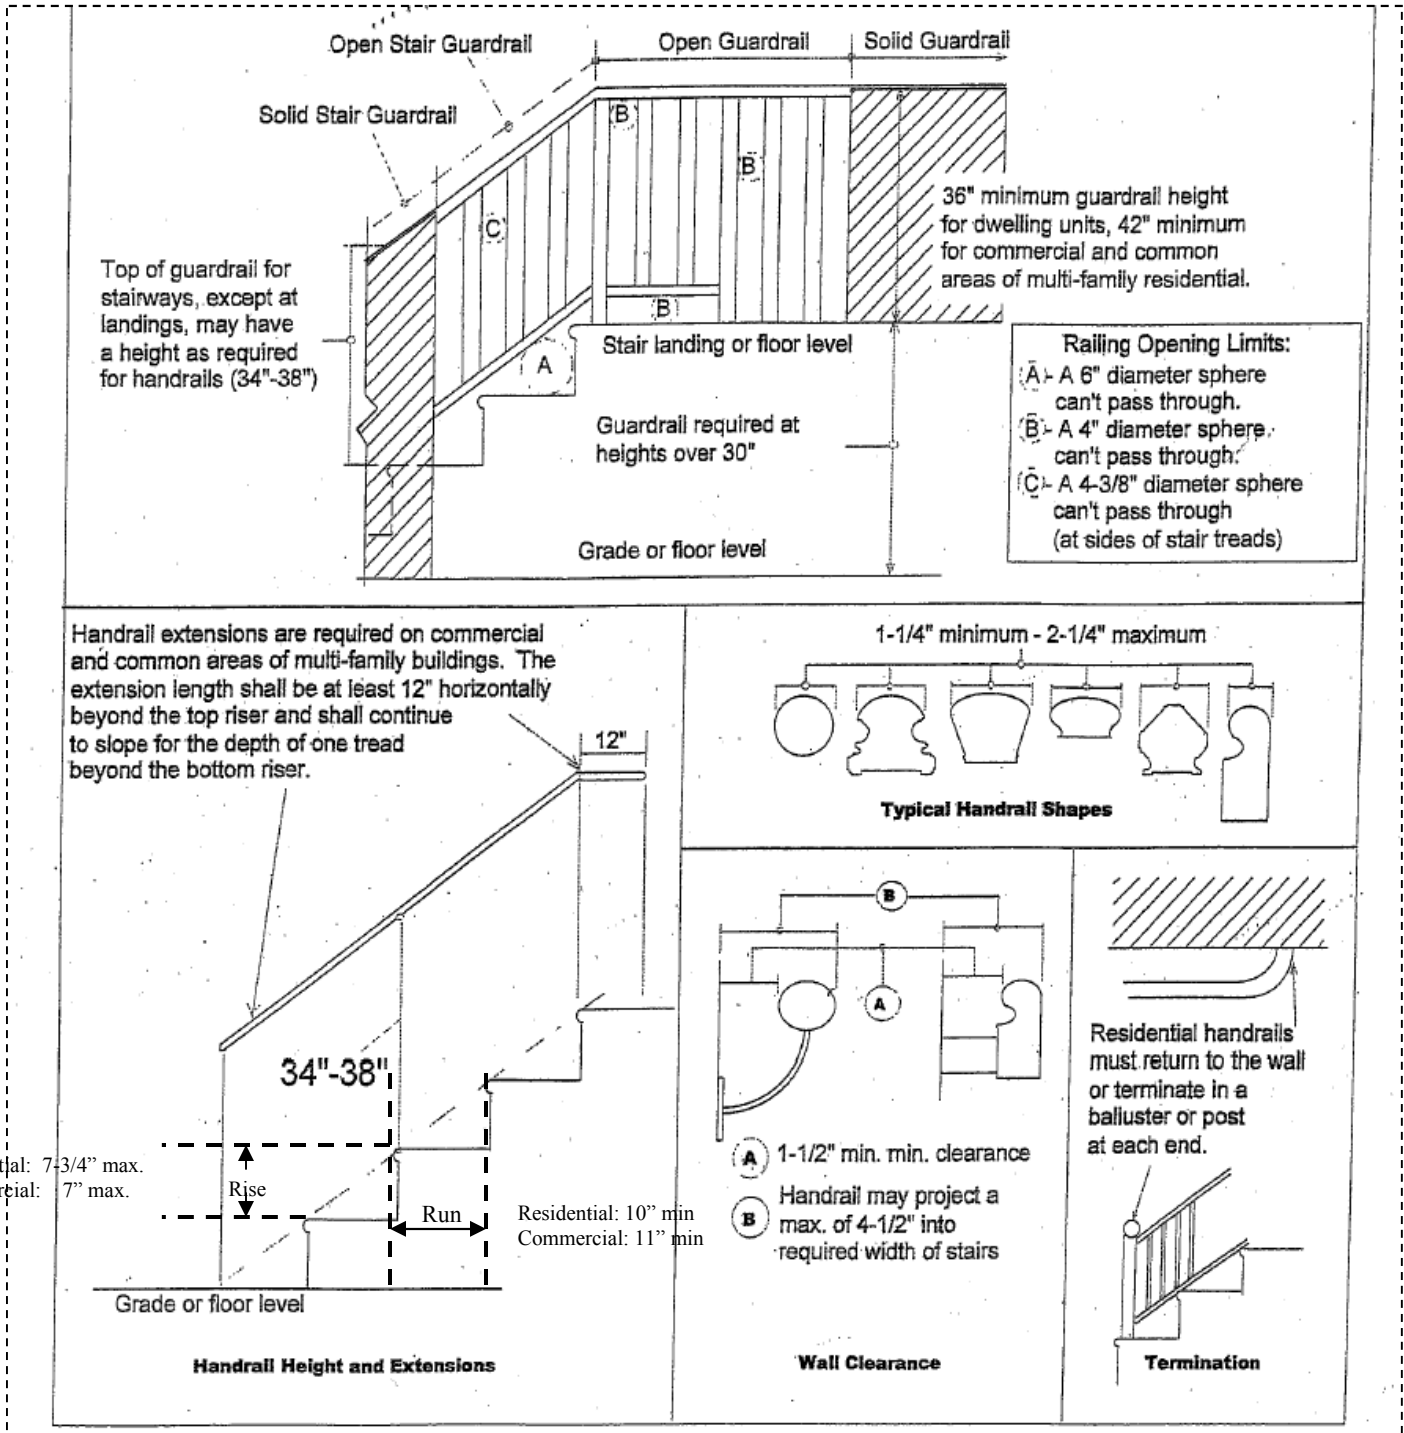 Open Stair Guardrail
Open Guardrail
Solid Guardrail
Solid Stair Guardrail
B
B
C
B
A
36" minimum guardrail height
for dwelling units, 42" minimum
for commercial and common
areas of multi-family residential.
Top of guardrail for
stairways, except at
landings, may have
a height as required
for handrails (34"-38")
Stair landing or floor level
Guardrail required at
heights over 30"
Grade or floor level
Railing Opening Limits:
A - A 6" diameter sphere
can't pass through.
B - A 4" diameter sphere
can't pass through.
C - A 4-3/8" diameter sphere
can't pass through
(at sides of stair treads)
Handrail extensions are required on commercial
and common areas of multi-family buildings. The
extension length shall be at least 12" horizontally
beyond the top riser and shall continue
to slope for the depth of one tread
beyond the bottom riser.
12"
34"-38"
tial: 7-3/4” max.
rcial: 7” max.
Rise
Run
Residential: 10” min
Commercial: 11” min
Grade or floor level
Handrail Height and Extensions
1-1/4" minimum - 2-1/4" maximum
Typical Handrail Shapes
B
A
A 1-1/2" min. min. clearance
B Handrail may project a
max. of 4-1/2" into
required width of stairs
Wall Clearance
Residential handrails
must return to the wall
or terminate in a
balluster or post
at each end.
Termination